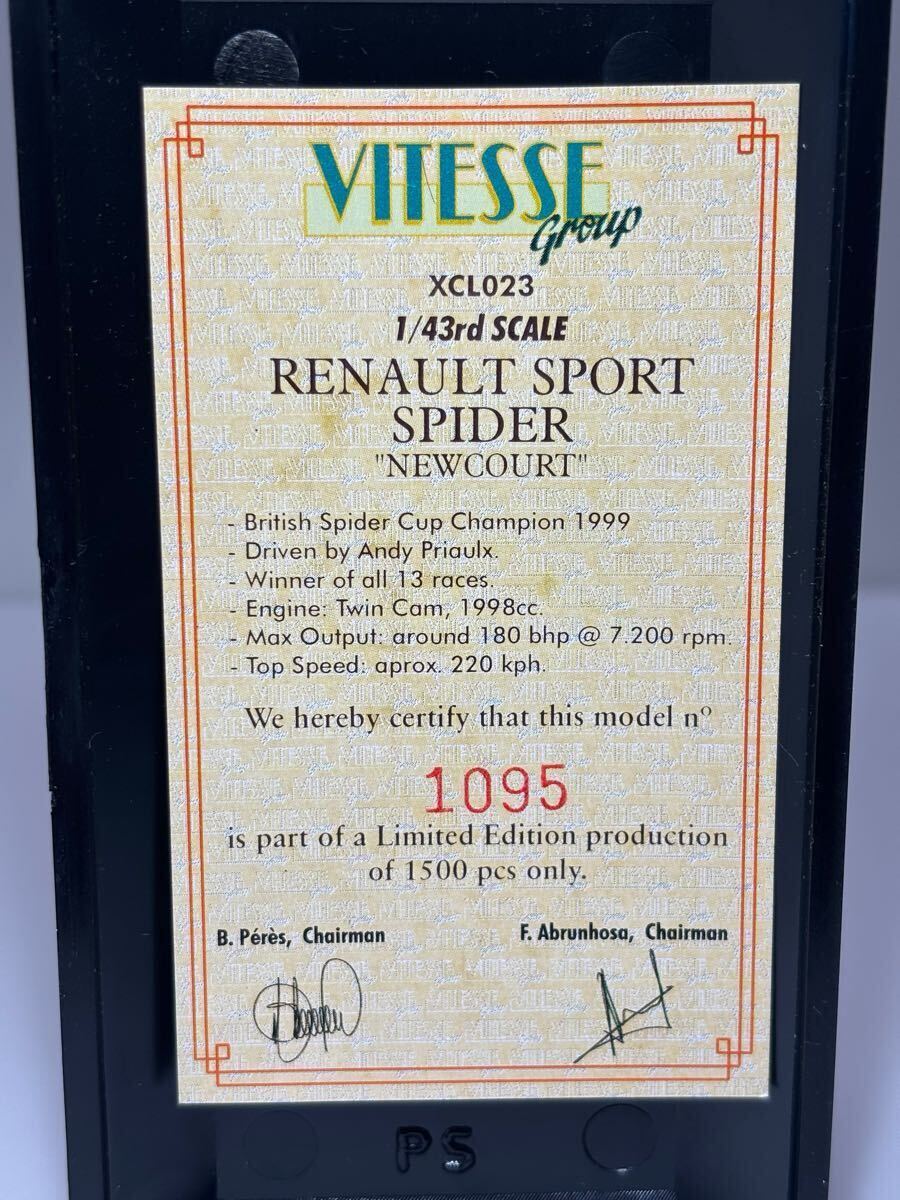 VITESSE
Group
XCL023
1/43rd SCALE
RENAULT SPORT
SPIDER
"NEWCOURT"
- British Spider Cup Champion 1999
- Driven by Andy Priaulx.
- Winner of all 13 races.
- Engine: Twin Cam, 1998cc.
- Max Output: around 180 bhp @ 7.200 rpm.
- Top Speed: aprox. 220 kph.
We hereby certify that this model nº
1095
is part of a Limited Edition production
of 1500 pcs only.
B. Pérès, Chairman F. Abrunhosa, Chairman
PS